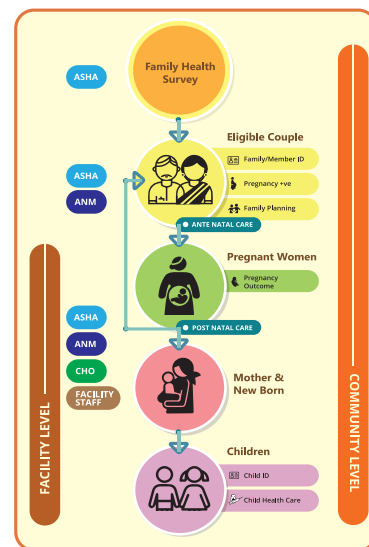 Family Health
Survey
ASHA
Eligible Couple
Family/Member ID
Pregnancy +ve
Family Planning
ASHA
ANM
ANTE NATAL CARE
Pregnant Women
Pregnancy
Outcome
POST NATAL CARE
ASHA
ANM
CHO
FACILITY
STAFF
Mother &
New Born
Children
Child ID
Child Health Care
FACILITY LEVEL
COMMUNITY LEVEL